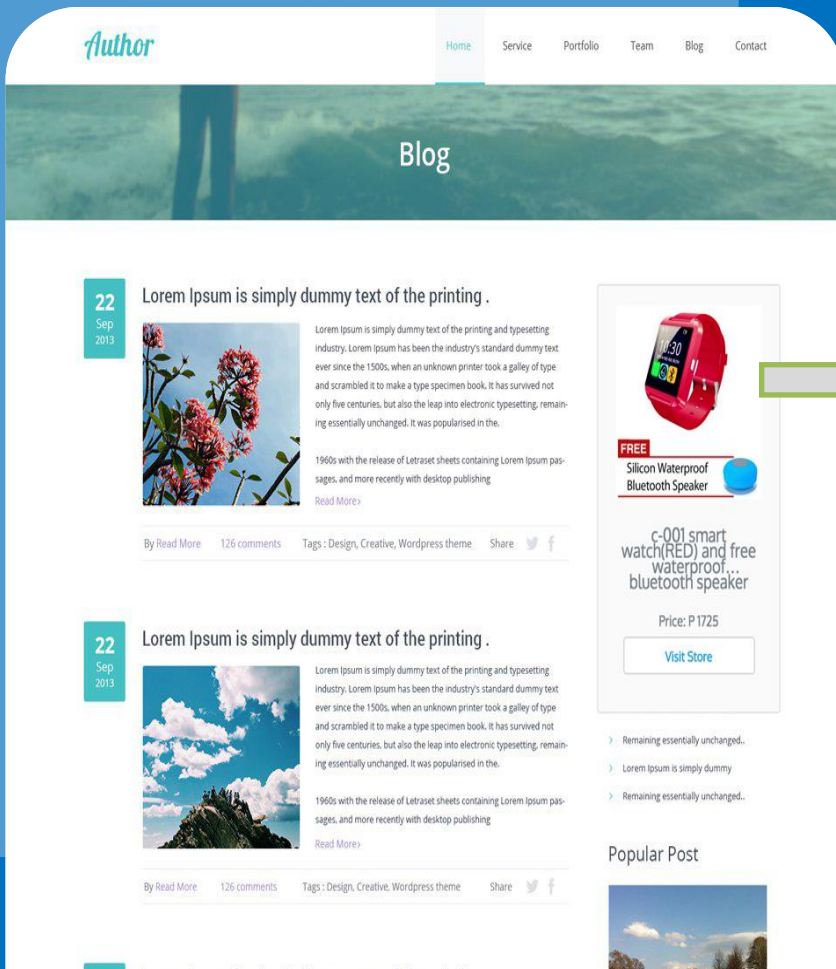 Author
Home Service Portfolio Team Blog Contact
Blog
22
Sep
2013
Lorem Ipsum is simply dummy text of the printing .
Lorem Ipsum is simply dummy text of the printing and typesetting
industry. Lorem Ipsum has been the industry's standard dummy text
ever since the 1500s, when an unknown printer took a galley of type
and scrambled it to make a type specimen book. It has survived not
only five centuries, but also the leap into electronic typesetting, remain-
ing essentially unchanged. It was popularised in the.
1960s with the release of Letraset sheets containing Lorem Ipsum pas-
sages, and more recently with desktop publishing
Read More›
By Read More 126 comments Tags : Design, Creative, Wordpress theme Share
22
Sep
2013
Lorem Ipsum is simply dummy text of the printing .
Lorem Ipsum is simply dummy text of the printing and typesetting
industry. Lorem Ipsum has been the industry's standard dummy text
ever since the 1500s, when an unknown printer took a galley of type
and scrambled it to make a type specimen book. It has survived not
only five centuries, but also the leap into electronic typesetting, remain-
ing essentially unchanged. It was popularised in the.
1960s with the release of Letraset sheets containing Lorem Ipsum pas-
sages, and more recently with desktop publishing
Read More›
By Read More 126 comments Tags : Design, Creative, Wordpress theme Share
10:30
FREE
Silicon Waterproof
Bluetooth Speaker
c-001 smart
watch(RED) and free
waterproof...
bluetooth speaker
Price: P 1725
Visit Store
› Remaining essentially unchanged..
› Lorem Ipsum is simply dummy
› Remaining essentially unchanged..
Popular Post